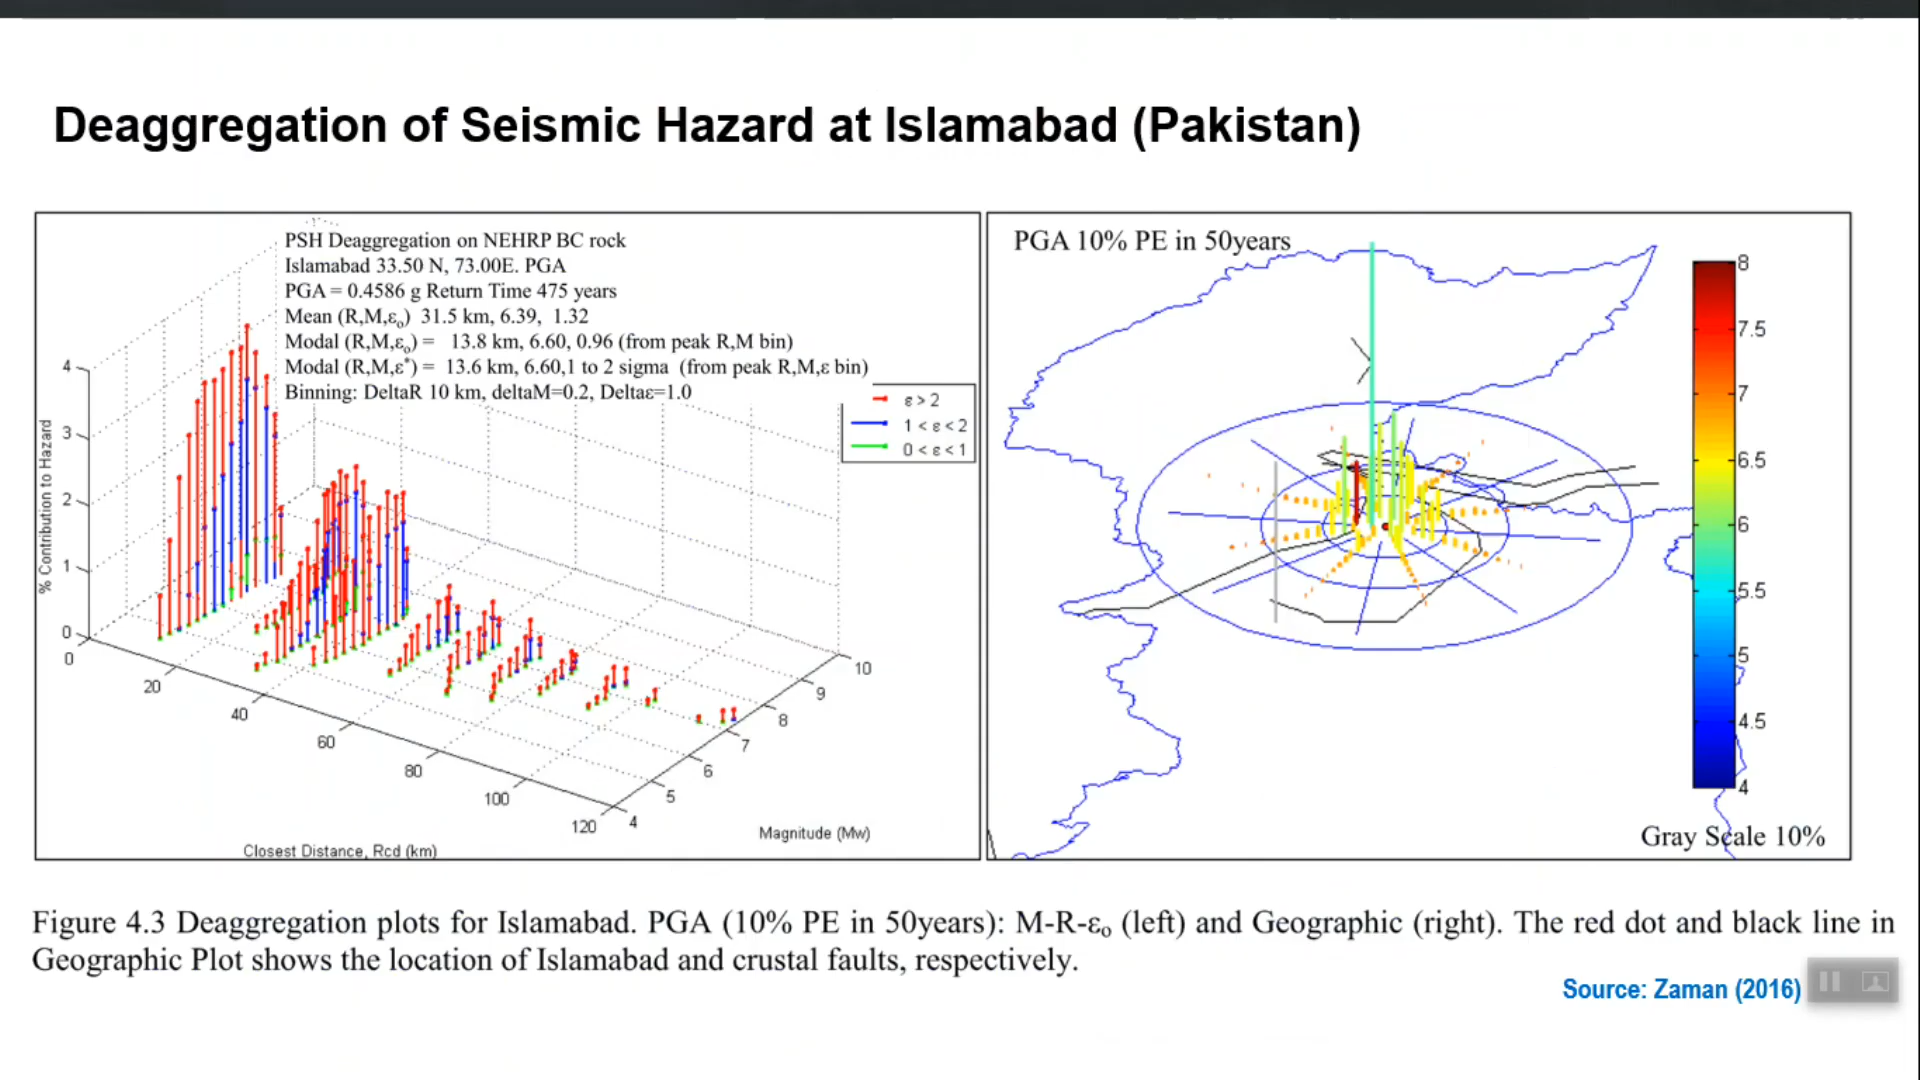 Deaggregation of Seismic Hazard at Islamabad (Pakistan)
PSH Deaggregation on NEHRP BC rock
Islamabad 33.50 N, 73.00E. PGA
PGA = 0.4586 g Return Time 475 years
Mean (R,M,εₒ) 31.5 km, 6.39, 1.32
Modal (R,M,εₒ) = 13.8 km, 6.60, 0.96 (from peak R,M bin)
Modal (R,M,ε*) = 13.6 km, 6.60,1 to 2 sigma (from peak R,M,ε bin)
Binning: DeltaR 10 km, deltaM=0.2, Deltaε=1.0
ε > 2
1 < ε < 2
0 < ε < 1
% Contribution to Hazard
4
3
2
1
0
0
20
40
60
80
100
120
Closest Distance, Rcd (km)
4
5
6
7
8
9
10
Magnitude (Mw)
PGA 10% PE in 50years
8
7.5
7
6.5
6
5.5
5
4.5
4
Gray Scale 10%
Figure 4.3 Deaggregation plots for Islamabad. PGA (10% PE in 50years): M-R-εₒ (left) and Geographic (right). The red dot and black line in
Geographic Plot shows the location of Islamabad and crustal faults, respectively.
Source: Zaman (2016)